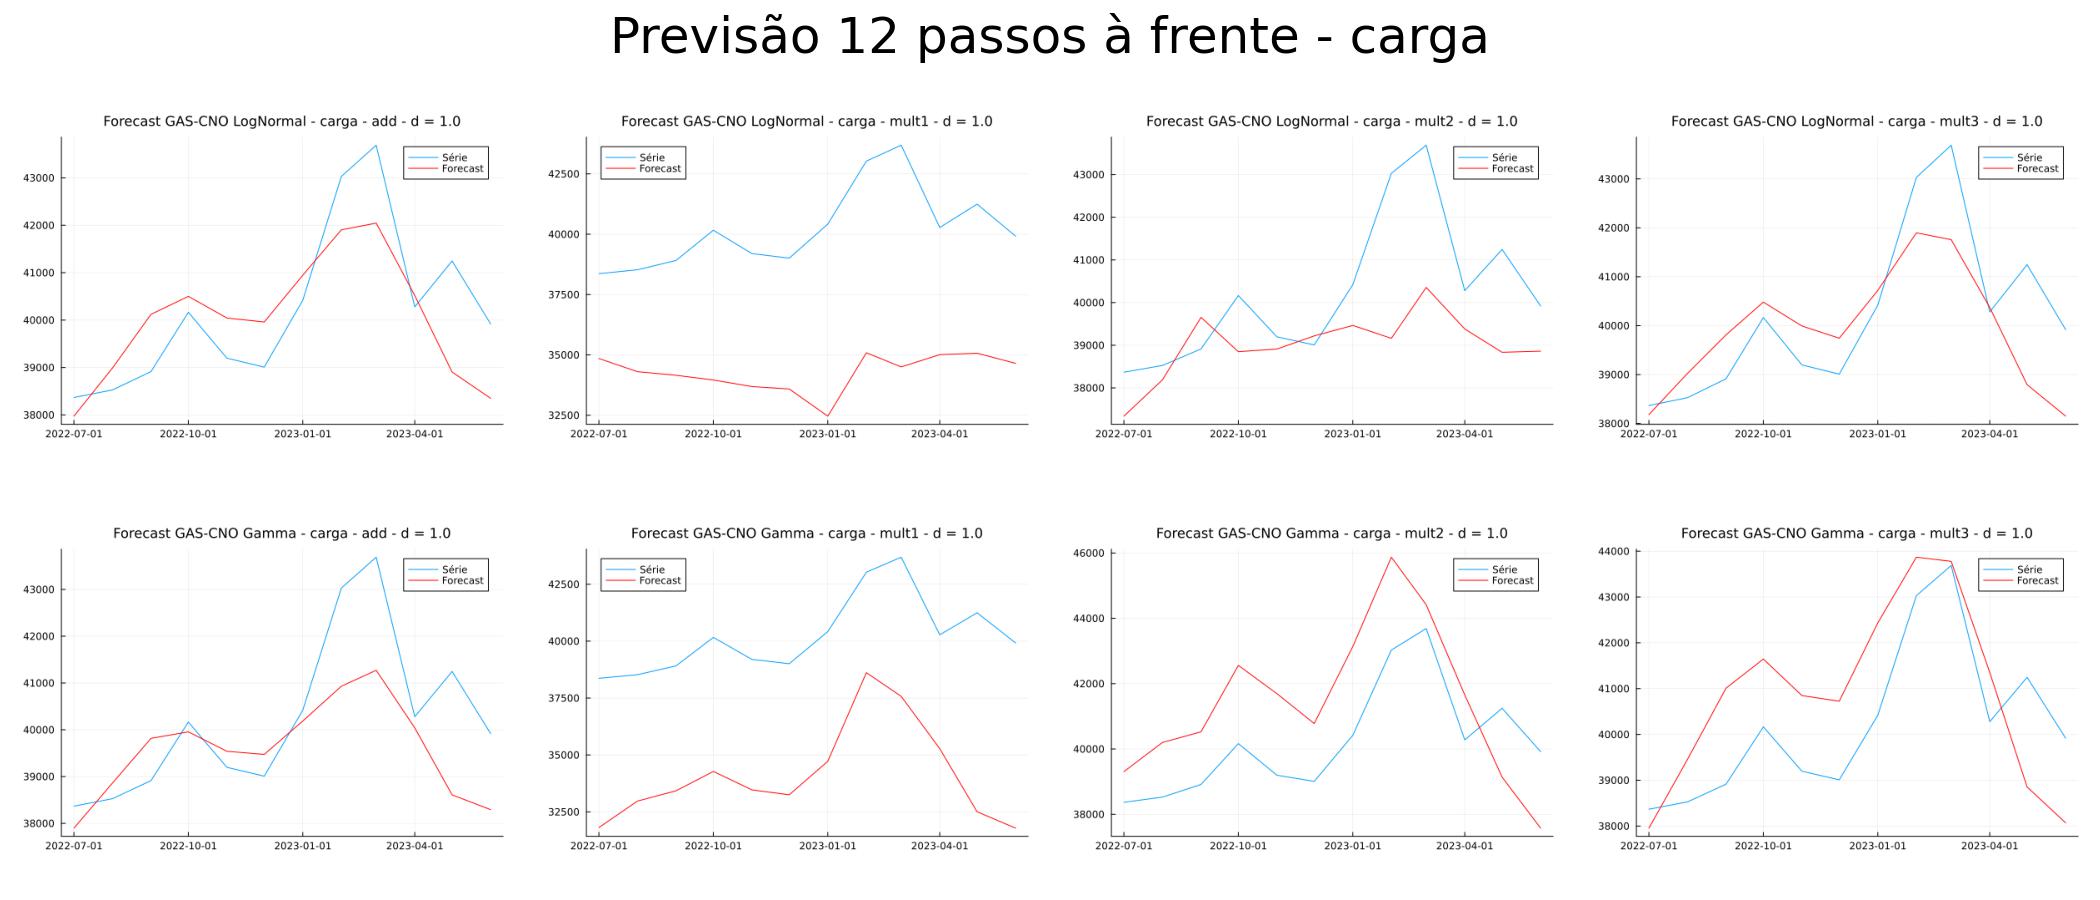 Previsão 12 passos à frente - carga
Forecast GAS-CNO LogNormal - carga - add - d = 1.0
Série
Forecast
43000
42000
41000
40000
39000
38000
2022-07-01 2022-10-01 2023-01-01 2023-04-01
Forecast GAS-CNO LogNormal - carga - mult1 - d = 1.0
Série
Forecast
42500
40000
37500
35000
32500
2022-07-01 2022-10-01 2023-01-01 2023-04-01
Forecast GAS-CNO LogNormal - carga - mult2 - d = 1.0
Série
Forecast
43000
42000
41000
40000
39000
38000
2022-07-01 2022-10-01 2023-01-01 2023-04-01
Forecast GAS-CNO LogNormal - carga - mult3 - d = 1.0
Série
Forecast
43000
42000
41000
40000
39000
38000
2022-07-01 2022-10-01 2023-01-01 2023-04-01
Forecast GAS-CNO Gamma - carga - add - d = 1.0
Série
Forecast
43000
42000
41000
40000
39000
38000
2022-07-01 2022-10-01 2023-01-01 2023-04-01
Forecast GAS-CNO Gamma - carga - mult1 - d = 1.0
Série
Forecast
42500
40000
37500
35000
32500
2022-07-01 2022-10-01 2023-01-01 2023-04-01
Forecast GAS-CNO Gamma - carga - mult2 - d = 1.0
Série
Forecast
46000
44000
42000
40000
38000
2022-07-01 2022-10-01 2023-01-01 2023-04-01
Forecast GAS-CNO Gamma - carga - mult3 - d = 1.0
Série
Forecast
44000
43000
42000
41000
40000
39000
38000
2022-07-01 2022-10-01 2023-01-01 2023-04-01